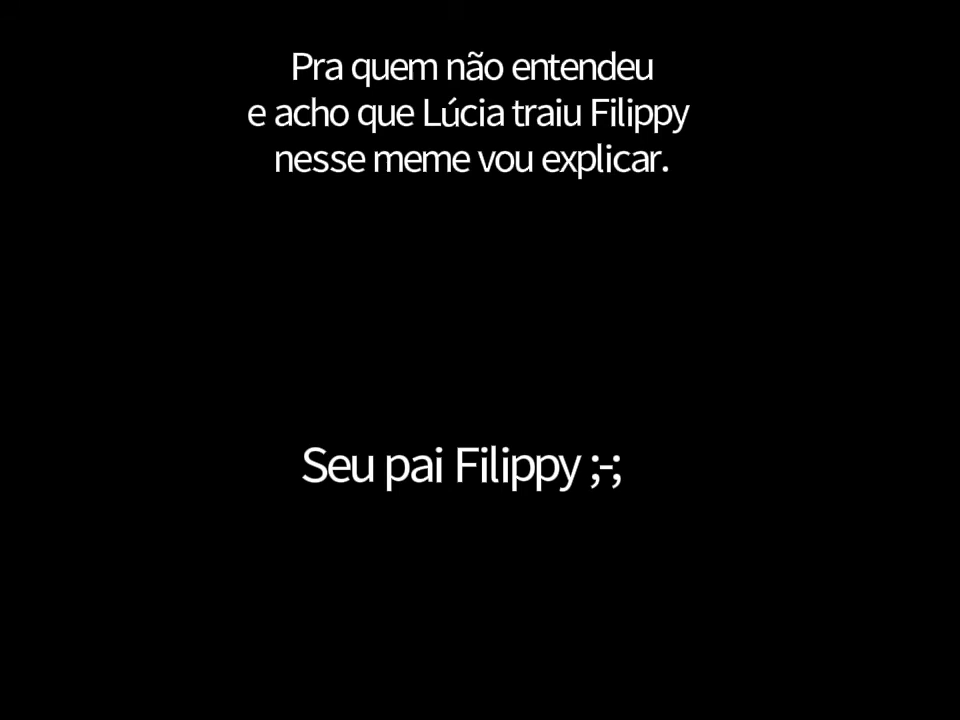 Pra quem não entendeu
e acho que Lúcia traiu Filippy
nesse meme vou explicar.
Seu pai Filippy ;-;